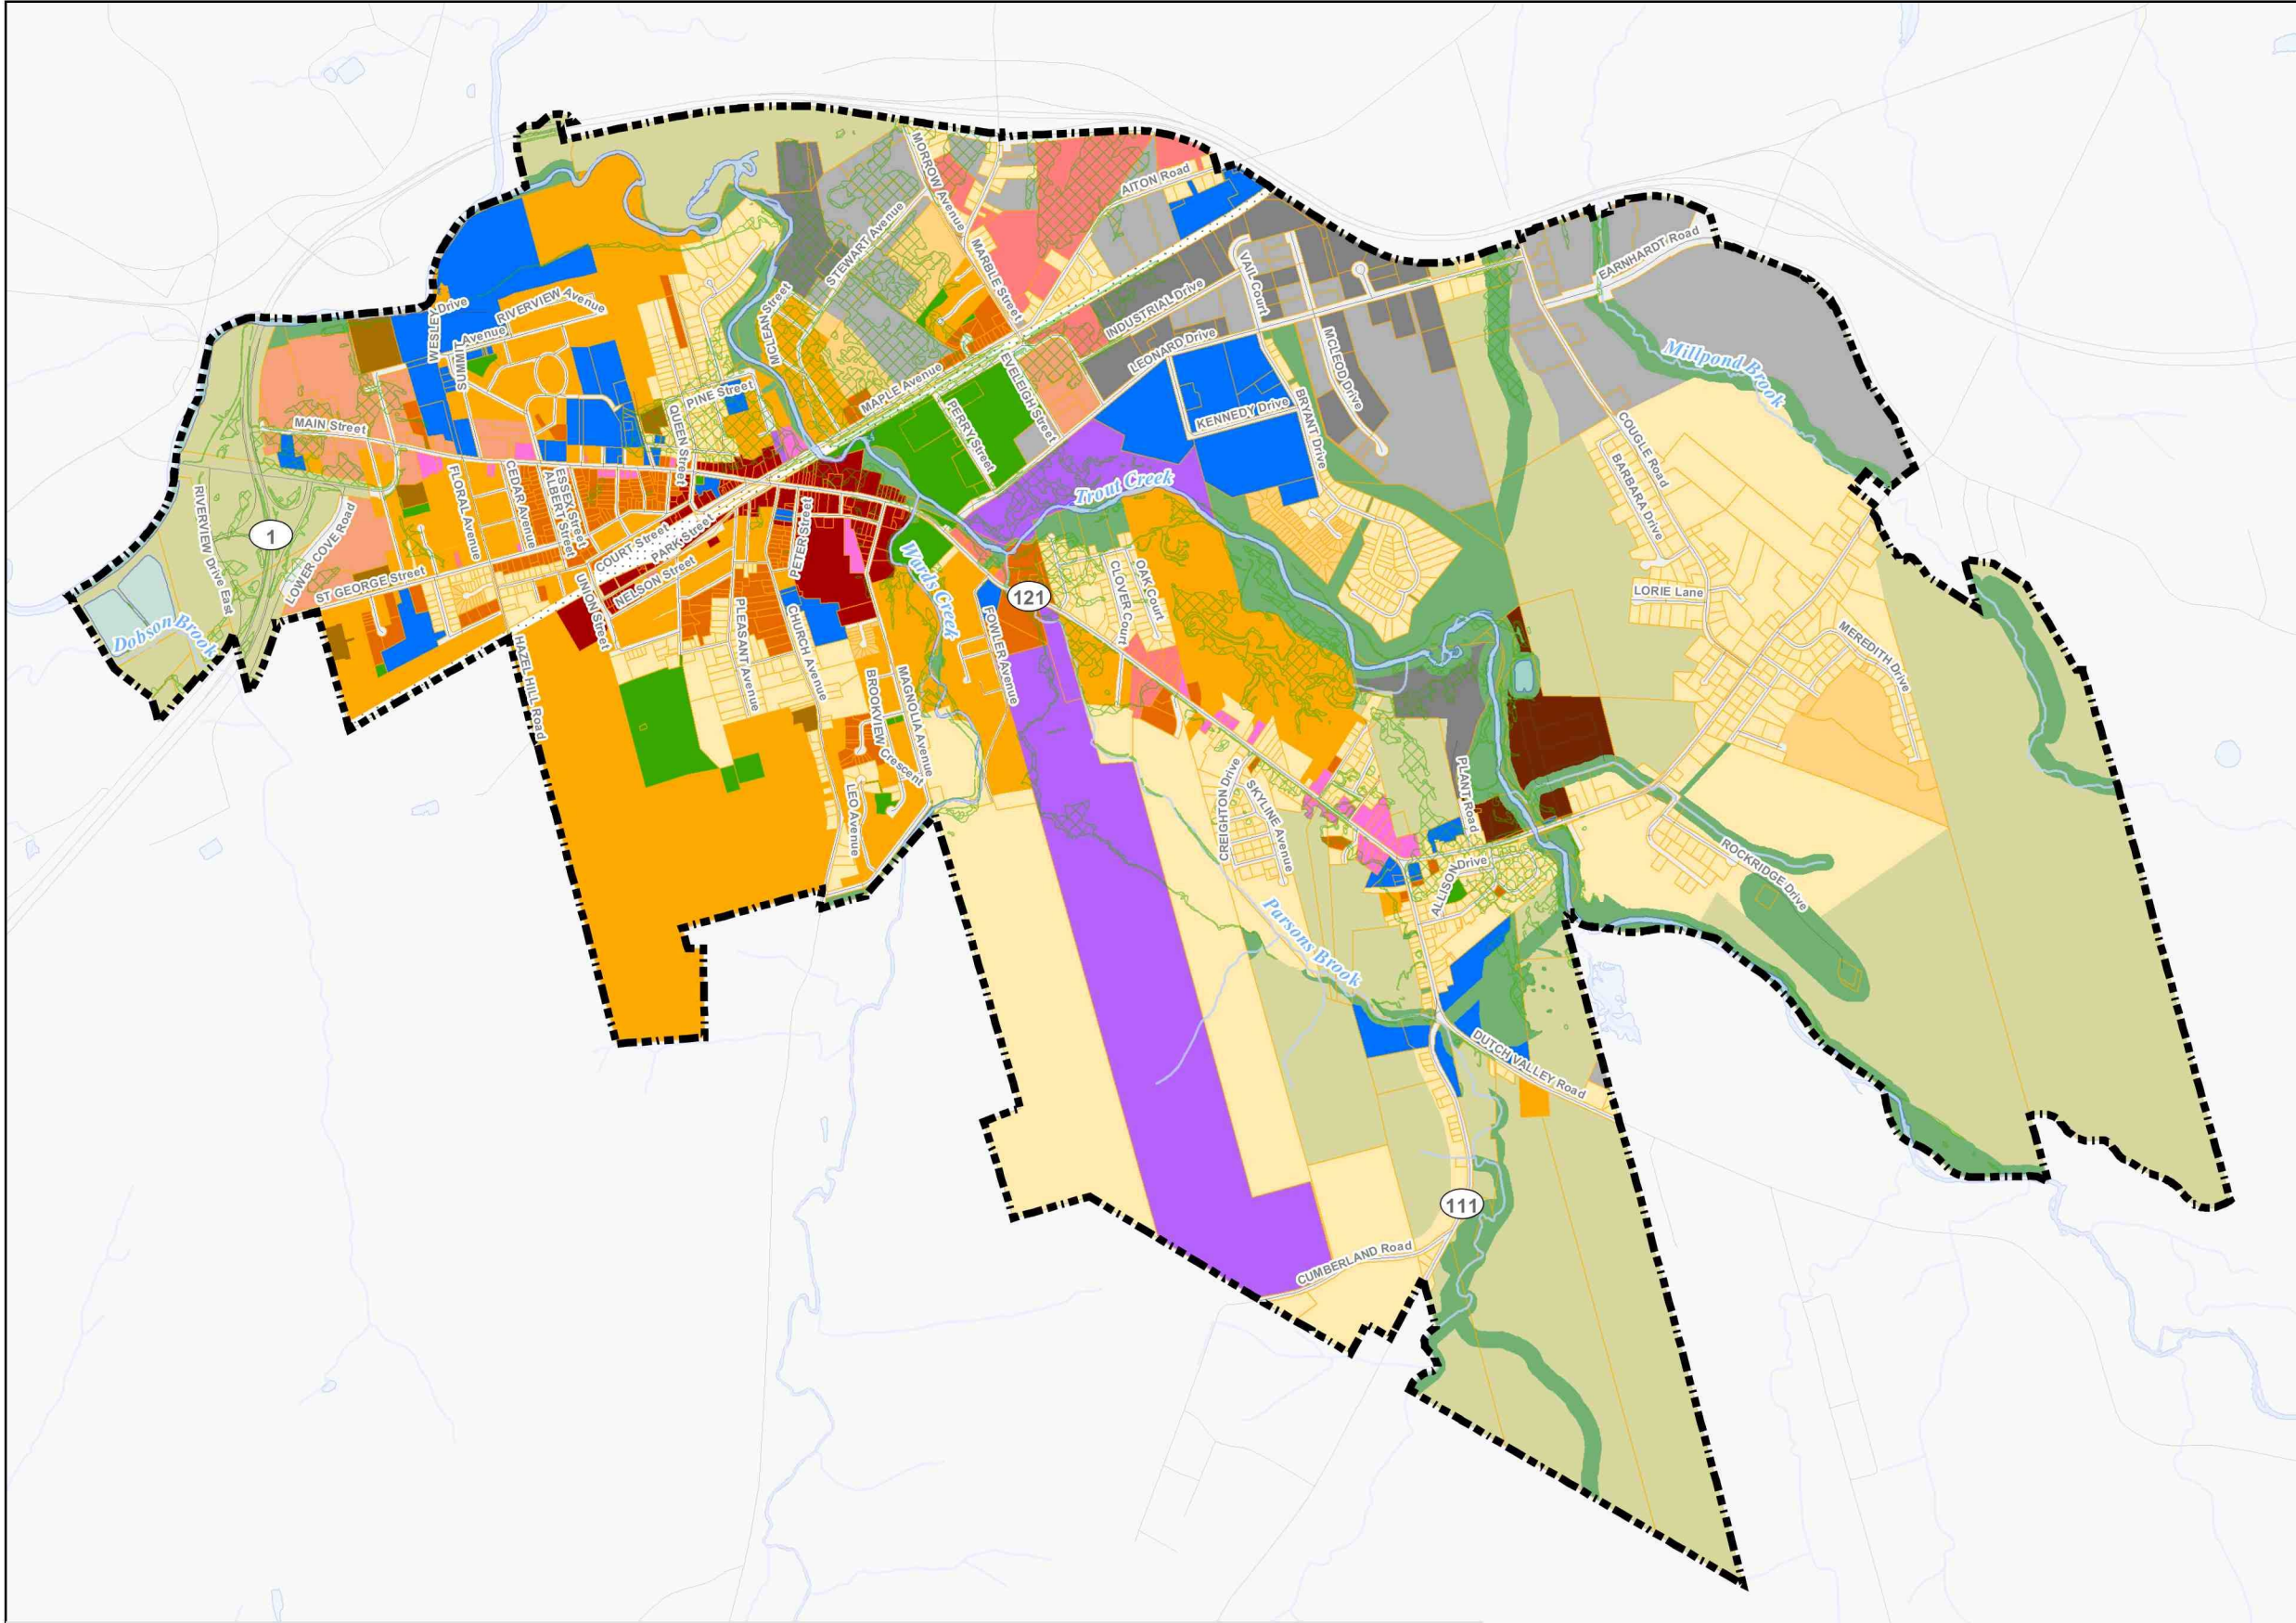 MORROW Avenue
AITON Road
STEWART Avenue
MARBLE Street
EARNHARDT Road
VAIL Court
INDUSTRIAL Drive
WESLEY Drive
RIVERVIEW Avenue
SUMMIT Avenue
MCLEAN Street
LEONARD Drive
MCLEOD Drive
Millpond Brook
EVELEIGH Street
MAPLE Avenue
PINE Street
QUEEN Street
PERRY Street
KENNEDY Drive
BRYANT Drive
MAIN Street
COUGLE Road
BARBARA Drive
FLORAL Avenue
CEDAR Avenue
ESSEX Street
ALBERT Street
Trout Creek
RIVERVIEW Drive East
1
LOWER COVE Road
COURT Street
PARK Street
PETER Street
Wards Creek
ST GEORGE Street
UNION Street
NELSON Street
121
CLOVER Court
OAK Court
LORIE Lane
Dobson Brook
HAZEL HILL Road
PLEASANT Avenue
CHURCH Avenue
FOWLER Avenue
MEREDITH Drive
BROOKVIEW Crescent
MAGNOLIA Avenue
LEO Avenue
CREIGHTON Drive
SKYLINE Avenue
PLANT Road
ALLISON Drive
ROCKRIDGE Drive
Parsons Brook
DUTCH VALLEY Road
111
CUMBERLAND Road